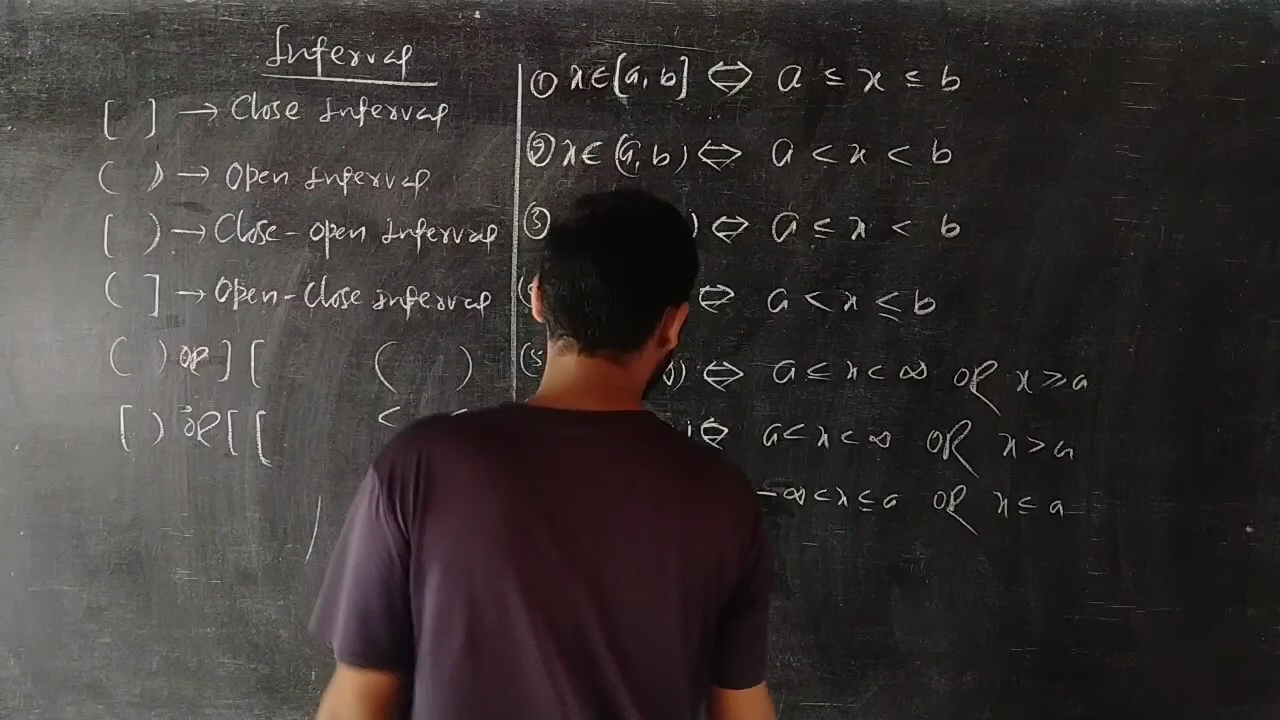 Interval
[ ] → Close interval
( ) → Open interval
[ ) → Close-open interval
( ] → Open-Close interval
( ) or ] [ ( )
[ ) or [ [ <
① x∈[a, b] ⇔ a ≤ x ≤ b
② x∈ (a, b) ⇔ a < x < b
③ ) ⇔ a ≤ x < b
⇔ a < x ≤ b
(5 ) ⇔ a ≤ x < ∞ or x ≥ a
⇔ a < x < ∞ or x > a
-∞ < x ≤ a or x ≤ a